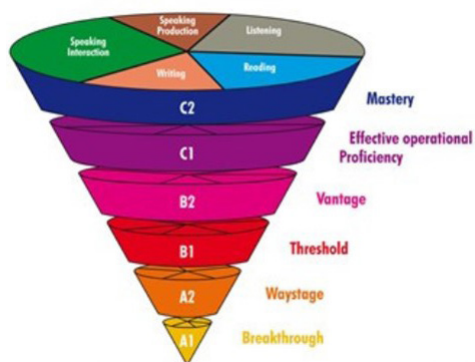 Speaking
Production
Listening
Speaking
Interaction
Writing
Reading
C2
Mastery
C1
Effective operational
Proficiency
B2
Vantage
B1
Threshold
A2
Waystage
A1
Breakthrough